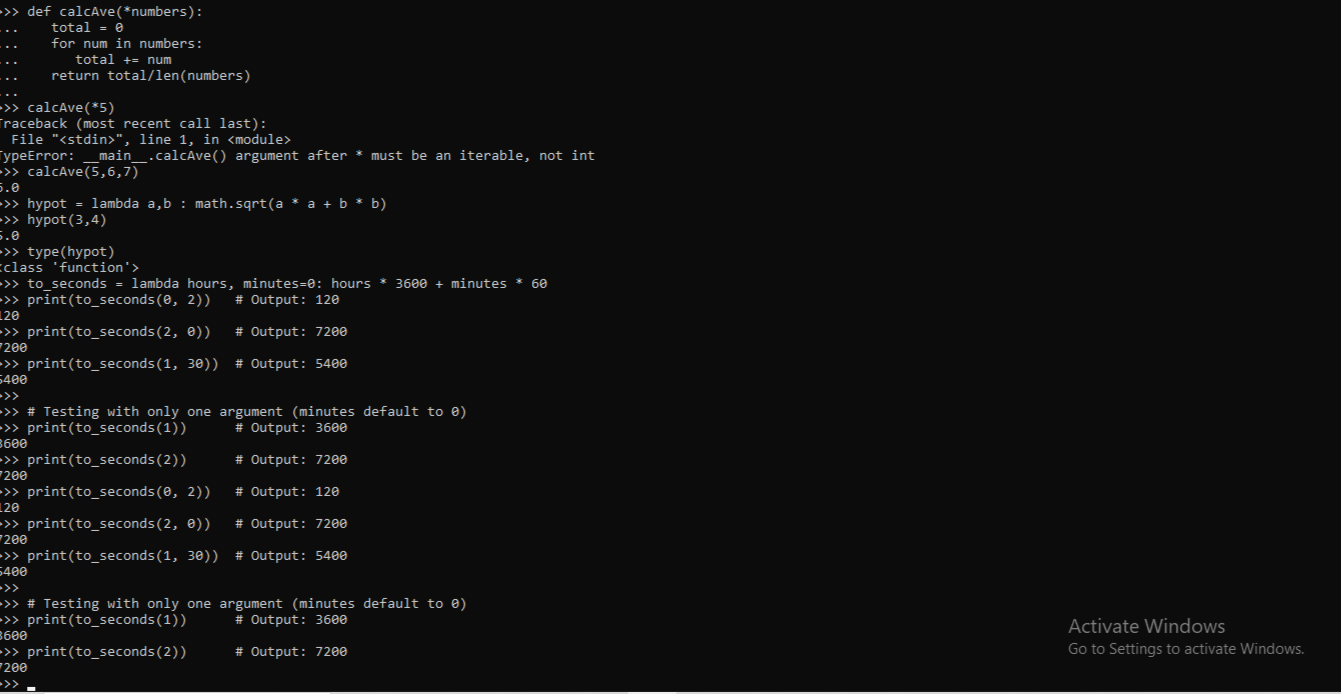 >>> def calcAve(*numbers):
...    total = 0
...    for num in numbers:
...       total += num
...    return total/len(numbers)
...
>>> calcAve(*5)
Traceback (most recent call last):
  File "<stdin>", line 1, in <module>
TypeError: __main__.calcAve() argument after * must be an iterable, not int
>>> calcAve(5,6,7)
6.0
>>> hypot = lambda a,b : math.sqrt(a * a + b * b)
>>> hypot(3,4)
5.0
>>> type(hypot)
<class 'function'>
>>> to_seconds = lambda hours, minutes=0: hours * 3600 + minutes * 60
>>> print(to_seconds(0, 2))   # Output: 120
120
>>> print(to_seconds(2, 0))   # Output: 7200
7200
>>> print(to_seconds(1, 30))  # Output: 5400
5400
>>>
>>> # Testing with only one argument (minutes default to 0)
>>> print(to_seconds(1))      # Output: 3600
3600
>>> print(to_seconds(2))      # Output: 7200
7200
>>> print(to_seconds(0, 2))   # Output: 120
120
>>> print(to_seconds(2, 0))   # Output: 7200
7200
>>> print(to_seconds(1, 30))  # Output: 5400
5400
>>>
>>> # Testing with only one argument (minutes default to 0)
>>> print(to_seconds(1))      # Output: 3600
3600
>>> print(to_seconds(2))      # Output: 7200
7200
>>>
Activate Windows
Go to Settings to activate Windows.